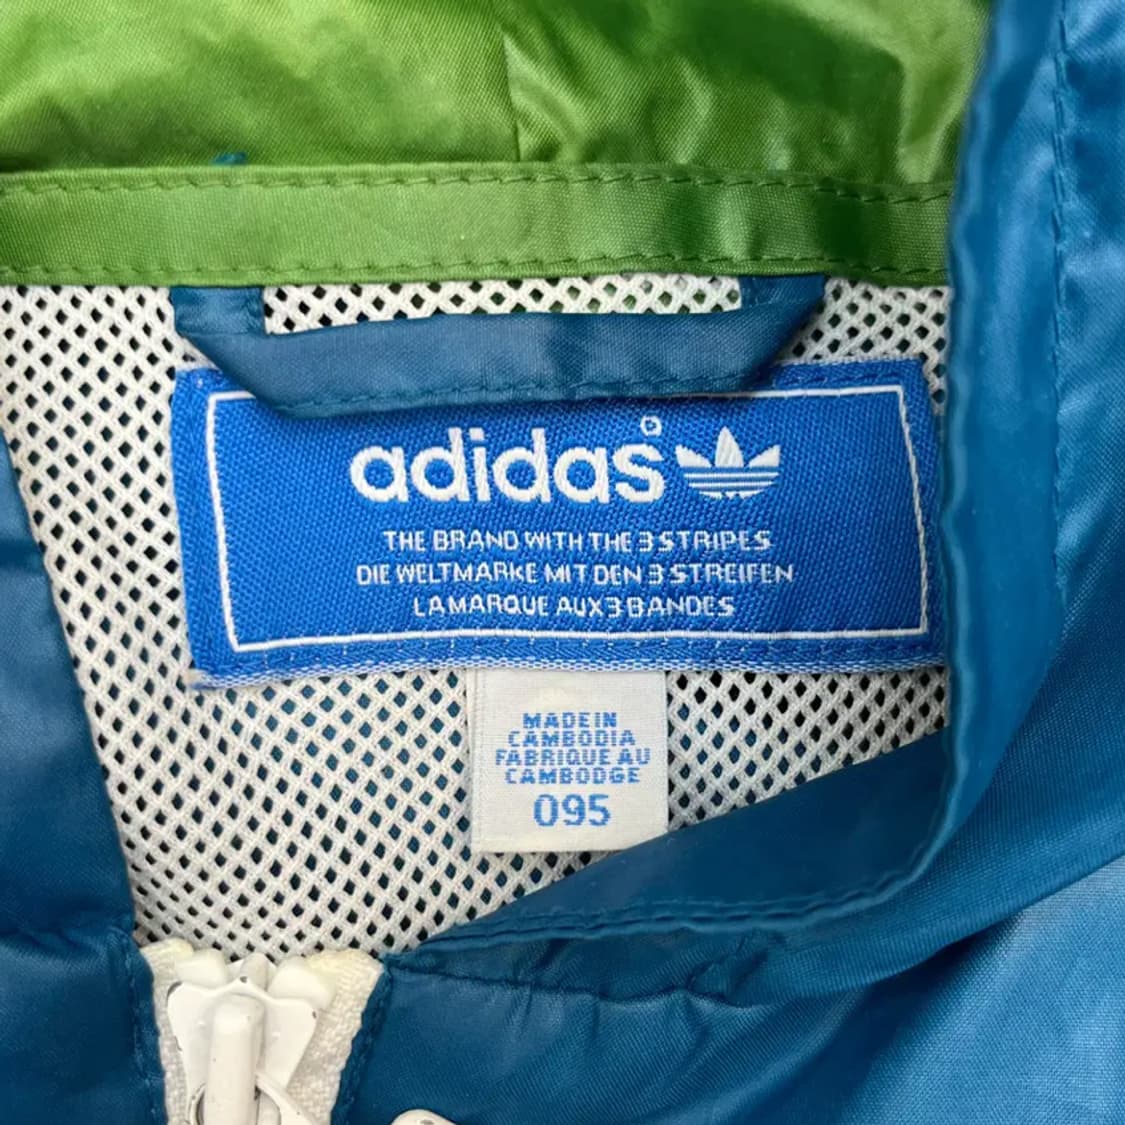 adidas
THE BRAND WITH THE 3 STRIPES
DIE WELTMARKE MIT DEN 3 STREIFEN
LA MARQUE AUX 3 BANDES
MADE IN
CAMBODIA
FABRIQUE AU
CAMBODGE
095